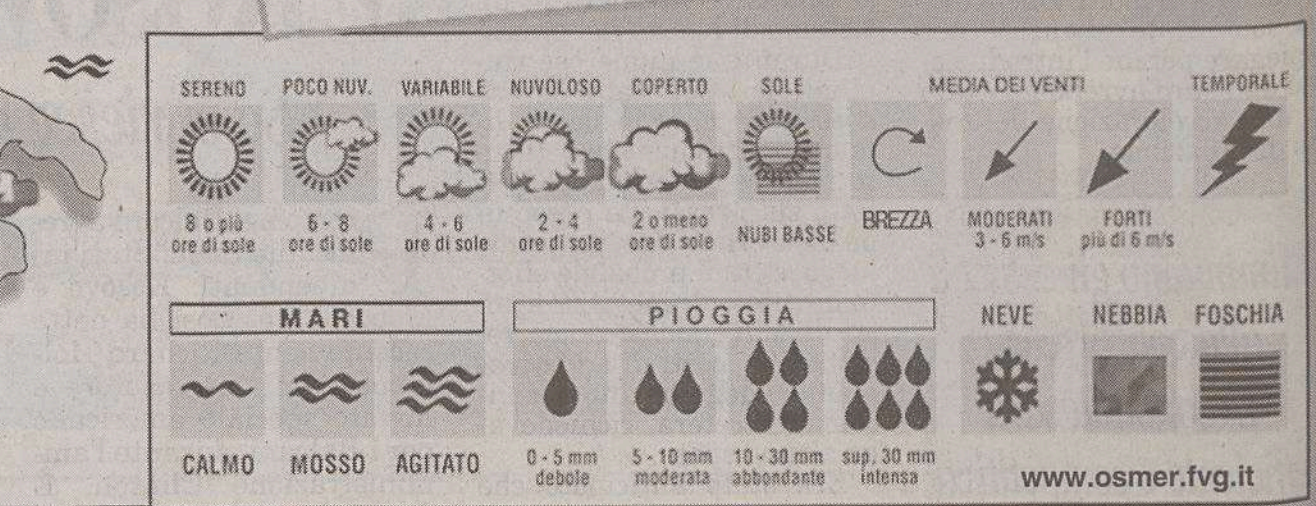 SERENO POCO NUV. VARIABILE NUVOLOSO COPERTO SOLE MEDIA DEI VENTI TEMPORALE
8 o più 6 - 8 4 - 6 2 - 4 2 o meno
ore di sole ore di sole ore di sole ore di sole ore di sole NUBI BASSE BREZZA MODERATI FORTI
3 - 6 m/s più di 6 m/s
MARI PIOGGIA NEVE NEBBIA FOSCHIA
CALMO MOSSO AGITATO 0 - 5 mm 5 - 10 mm 10 - 30 mm sup. 30 mm
debole moderata abbondante intensa
www.osmer.fvg.it